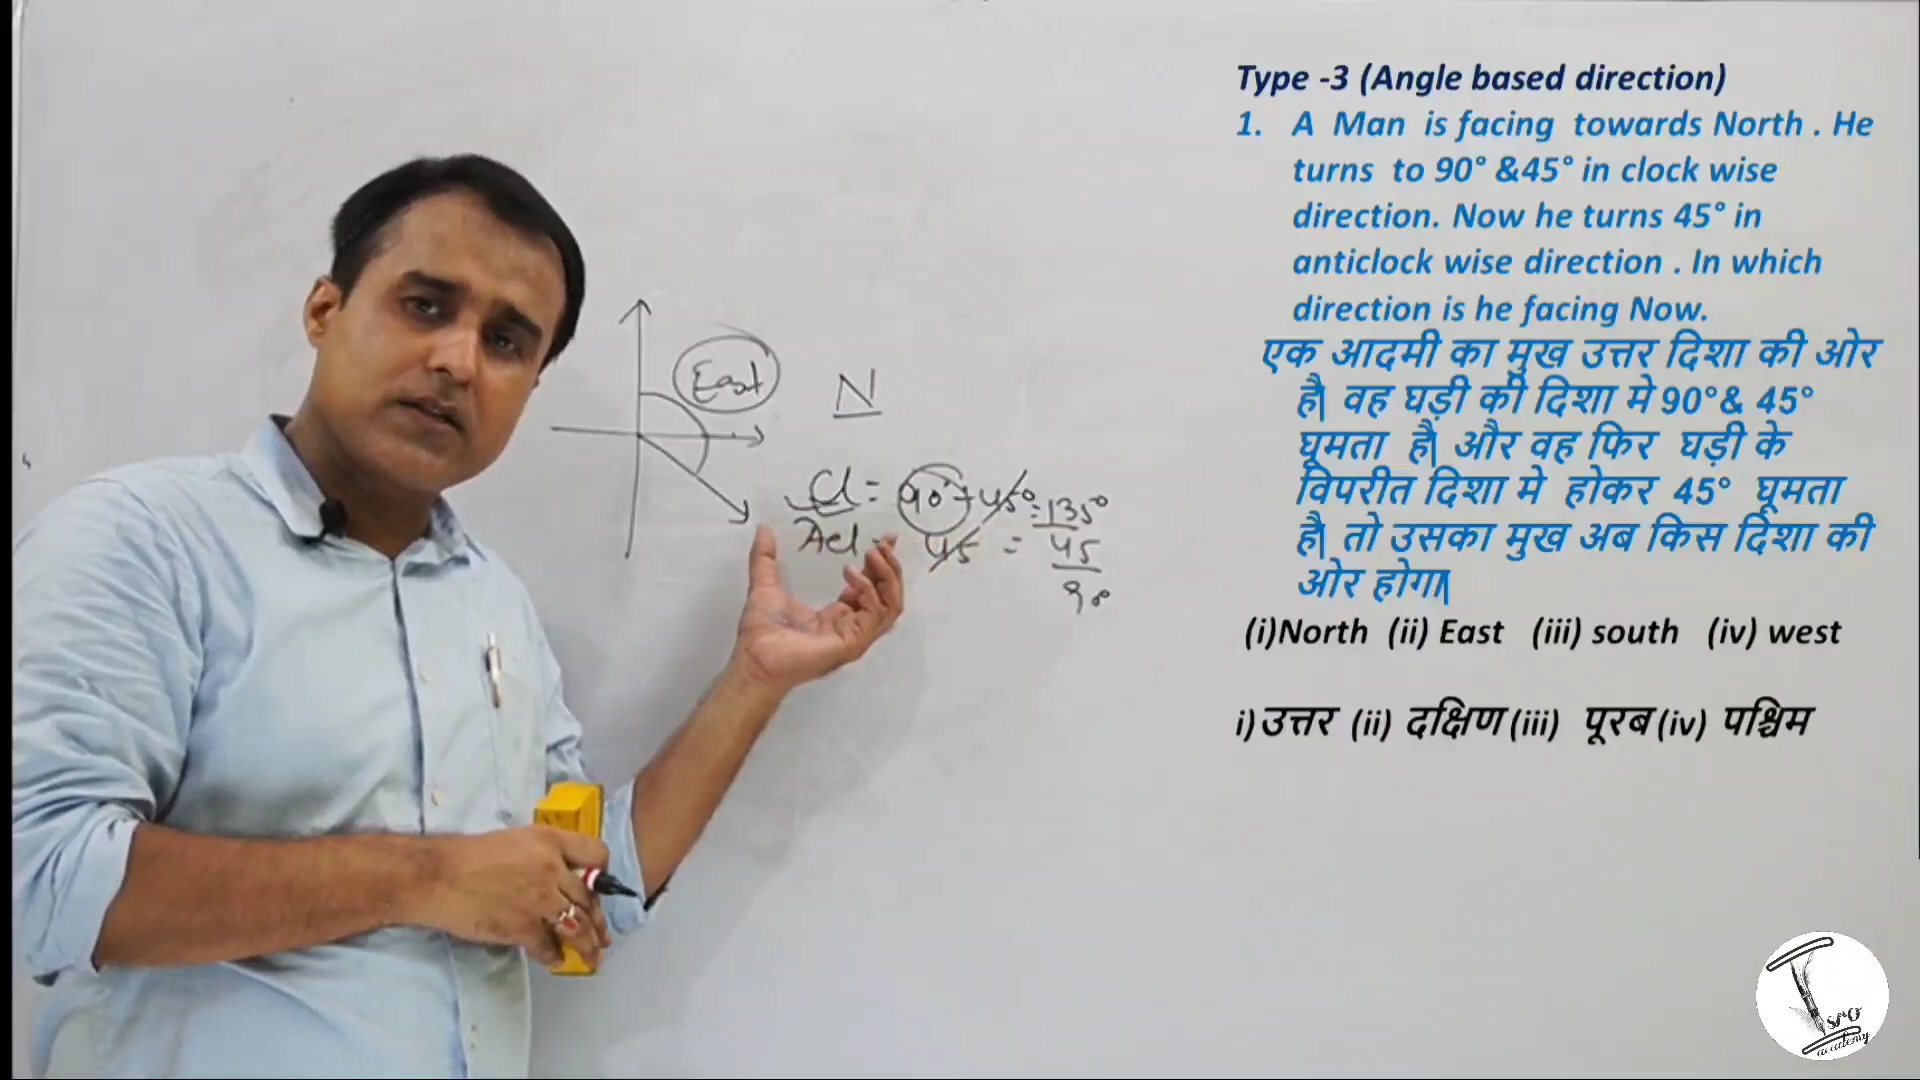 Type -3 (Angle based direction)
1. A Man is facing towards North . He
turns to 90° &45° in clock wise
direction. Now he turns 45° in
anticlock wise direction . In which
direction is he facing Now.
एक आदमी का मुख उत्तर दिशा की ओर
है| वह घड़ी की दिशा मे 90°& 45°
घूमता है| और वह फिर घड़ी के
विपरीत दिशा मे होकर 45° घूमता
है| तो उसका मुख अब किस दिशा की
ओर होगा|
(i)North (ii) East (iii) south (iv) west
i) उत्तर (ii) दक्षिण (iii) पूरब (iv) पश्चिम
East
N
Cl = 90°+45° = 135°
Acl = 45 = 45
90
Isro
academy